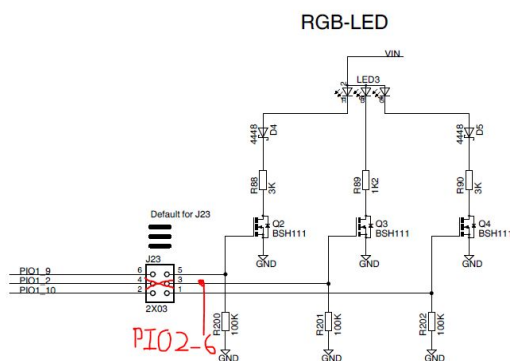 RGB-LED
VIN
LED3
2
4448 D4
4448 D5
R88 3K
R89 1K2
R90 3K
Default for J23
Q2
BSH111
Q3
BSH111
Q4
BSH111
J23
GND
GND
GND
PIO1_9 6 5
PIO1_2 4 3
PIO1_10 2 1
2X03
PIO2-6
R200 100K
R201 100K
R202 100K
GND
GND
GND